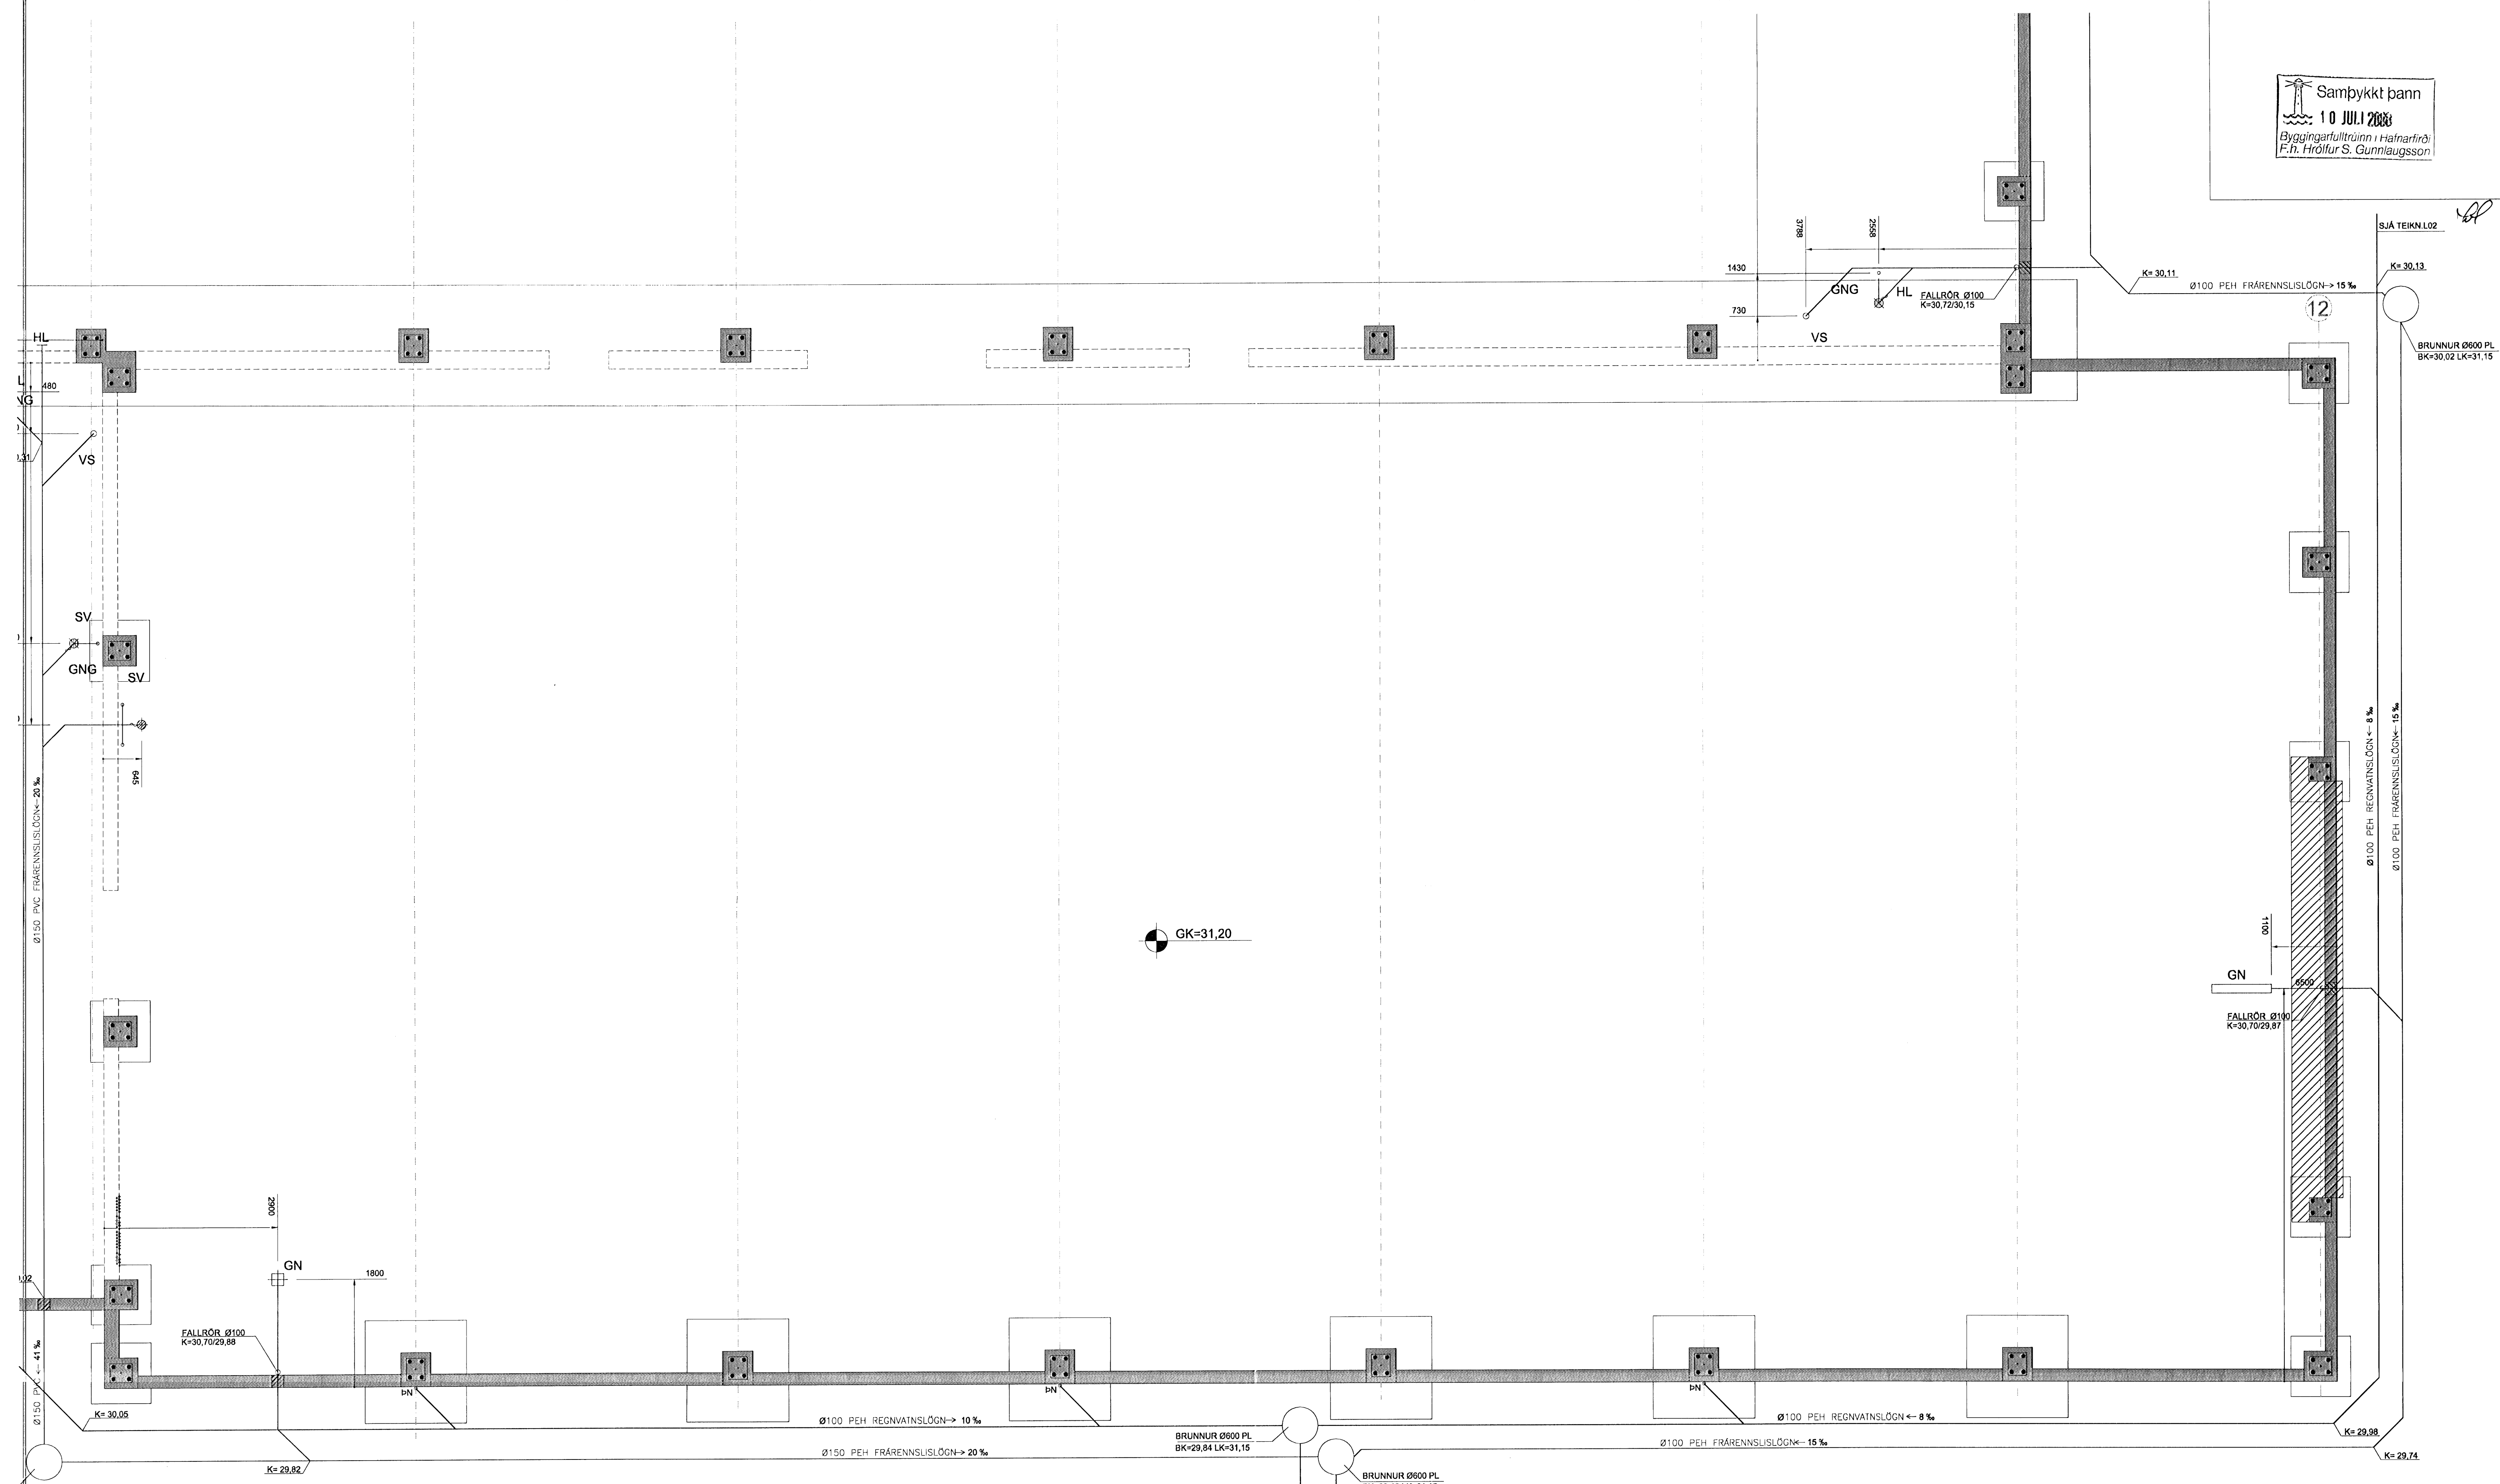 Samþykkt þann
10 JULI 2008
Byggingarfulltrúinn í Hafnarfirði
F.h. Hrólfur S. Gunnlaugsson
SJÁ TEIKN.L02
K= 30,13
K= 30,11
Ø100 PEH FRÁRENNSLISLÖGN→ 15 ‰
12
BRUNNUR Ø600 PL
BK=30,02 LK=31,15
3788
2558
1430
730
GNG
HL
FALLRÖR Ø100
K=30,72/30,15
VS
HL
480
VS
SV
GNG
SV
645
Ø150 PVC FRÁRENNSLISLÖGN← 20 ‰
Ø100 PEH REGNVATNSLÖGN ← 8 ‰
Ø100 PEH FRÁRENNSLISLÖGN← 15 ‰
GK=31,20
1100
GN
6500
FALLRÖR Ø100
K=30,70/29,87
2900
GN
1800
FALLRÖR Ø100
K=30,70/29,88
Ø150 PVC ← 41 ‰
ÞN
ÞN
ÞN
K= 30,05
Ø100 PEH REGNVATNSLÖGN→ 10 ‰
Ø100 PEH REGNVATNSLÖGN ← 8 ‰
BRUNNUR Ø600 PL
BK=29,84 LK=31,15
K= 29,98
Ø150 PEH FRÁRENNSLISLÖGN→ 20 ‰
Ø100 PEH FRÁRENNSLISLÖGN← 15 ‰
K= 29,82
K= 29,74
BRUNNUR Ø600 PL